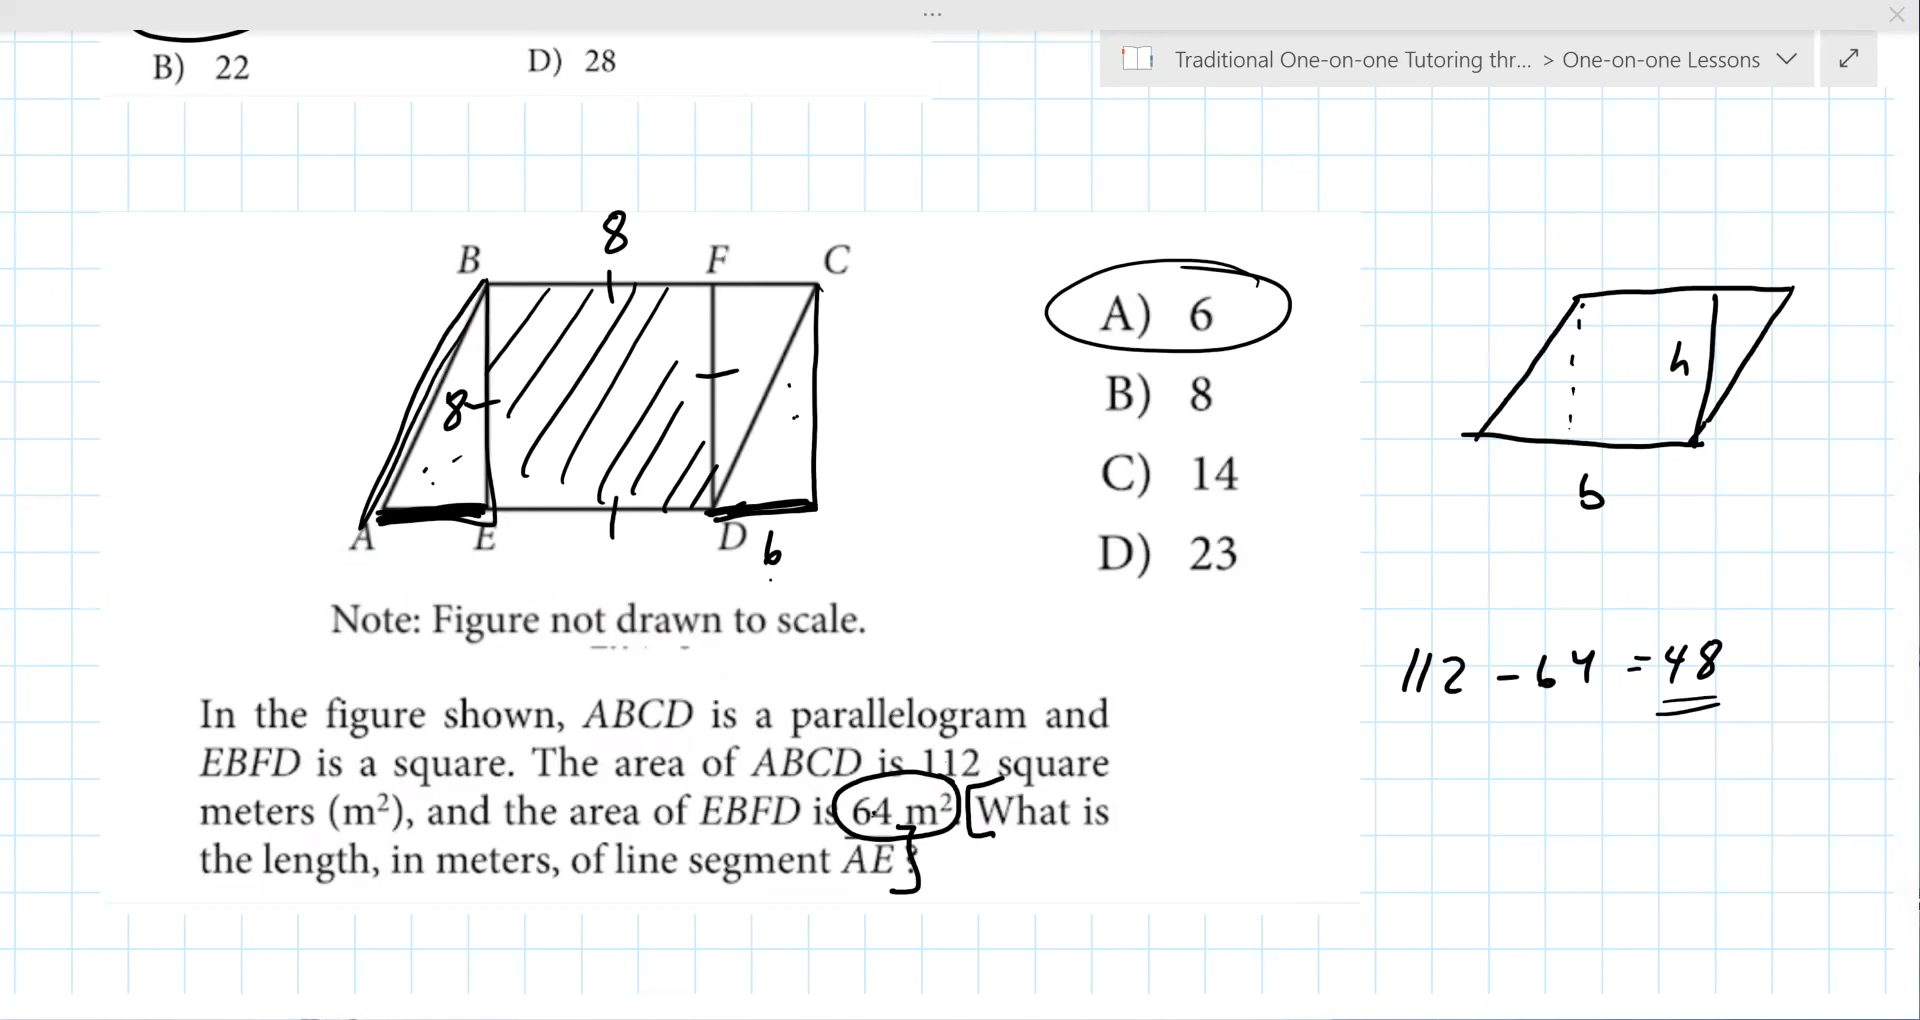 ...
B) 22
D) 28
Traditional One-on-one Tutoring thr... > One-on-one Lessons
8
B F C
8
A E D 6
Note: Figure not drawn to scale.
In the figure shown, ABCD is a parallelogram and
EBFD is a square. The area of ABCD is 112 square
meters (m²), and the area of EBFD is 64 m². What is
the length, in meters, of line segment AE?
A) 6
B) 8
C) 14
D) 23
h
b
112 - 64 = 48